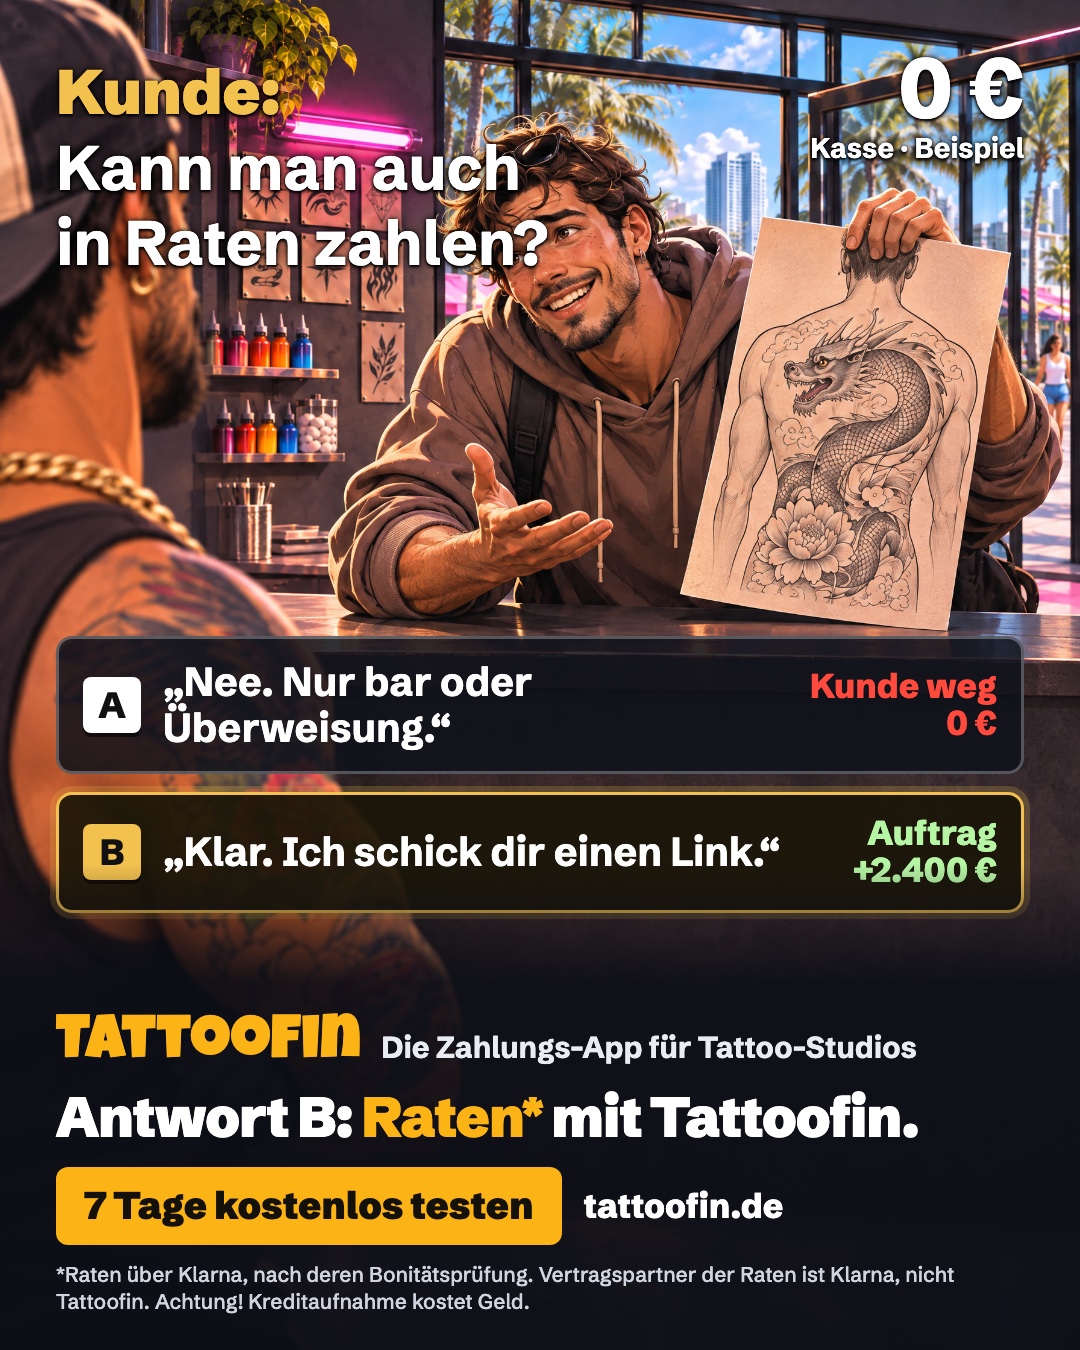 Kunde:
Kann man auch
in Raten zahlen?
0 €
Kasse · Beispiel
A
„Nee. Nur bar oder
Überweisung.“
Kunde weg
0 €
B
„Klar. Ich schick dir einen Link.“
Auftrag
+2.400 €
TATTOOFIN
Die Zahlungs-App für Tattoo-Studios
Antwort B: Raten* mit Tattoofin.
7 Tage kostenlos testen
tattoofin.de
*Raten über Klarna, nach deren Bonitätsprüfung. Vertragspartner der Raten ist Klarna, nicht
Tattoofin. Achtung! Kreditaufnahme kostet Geld.